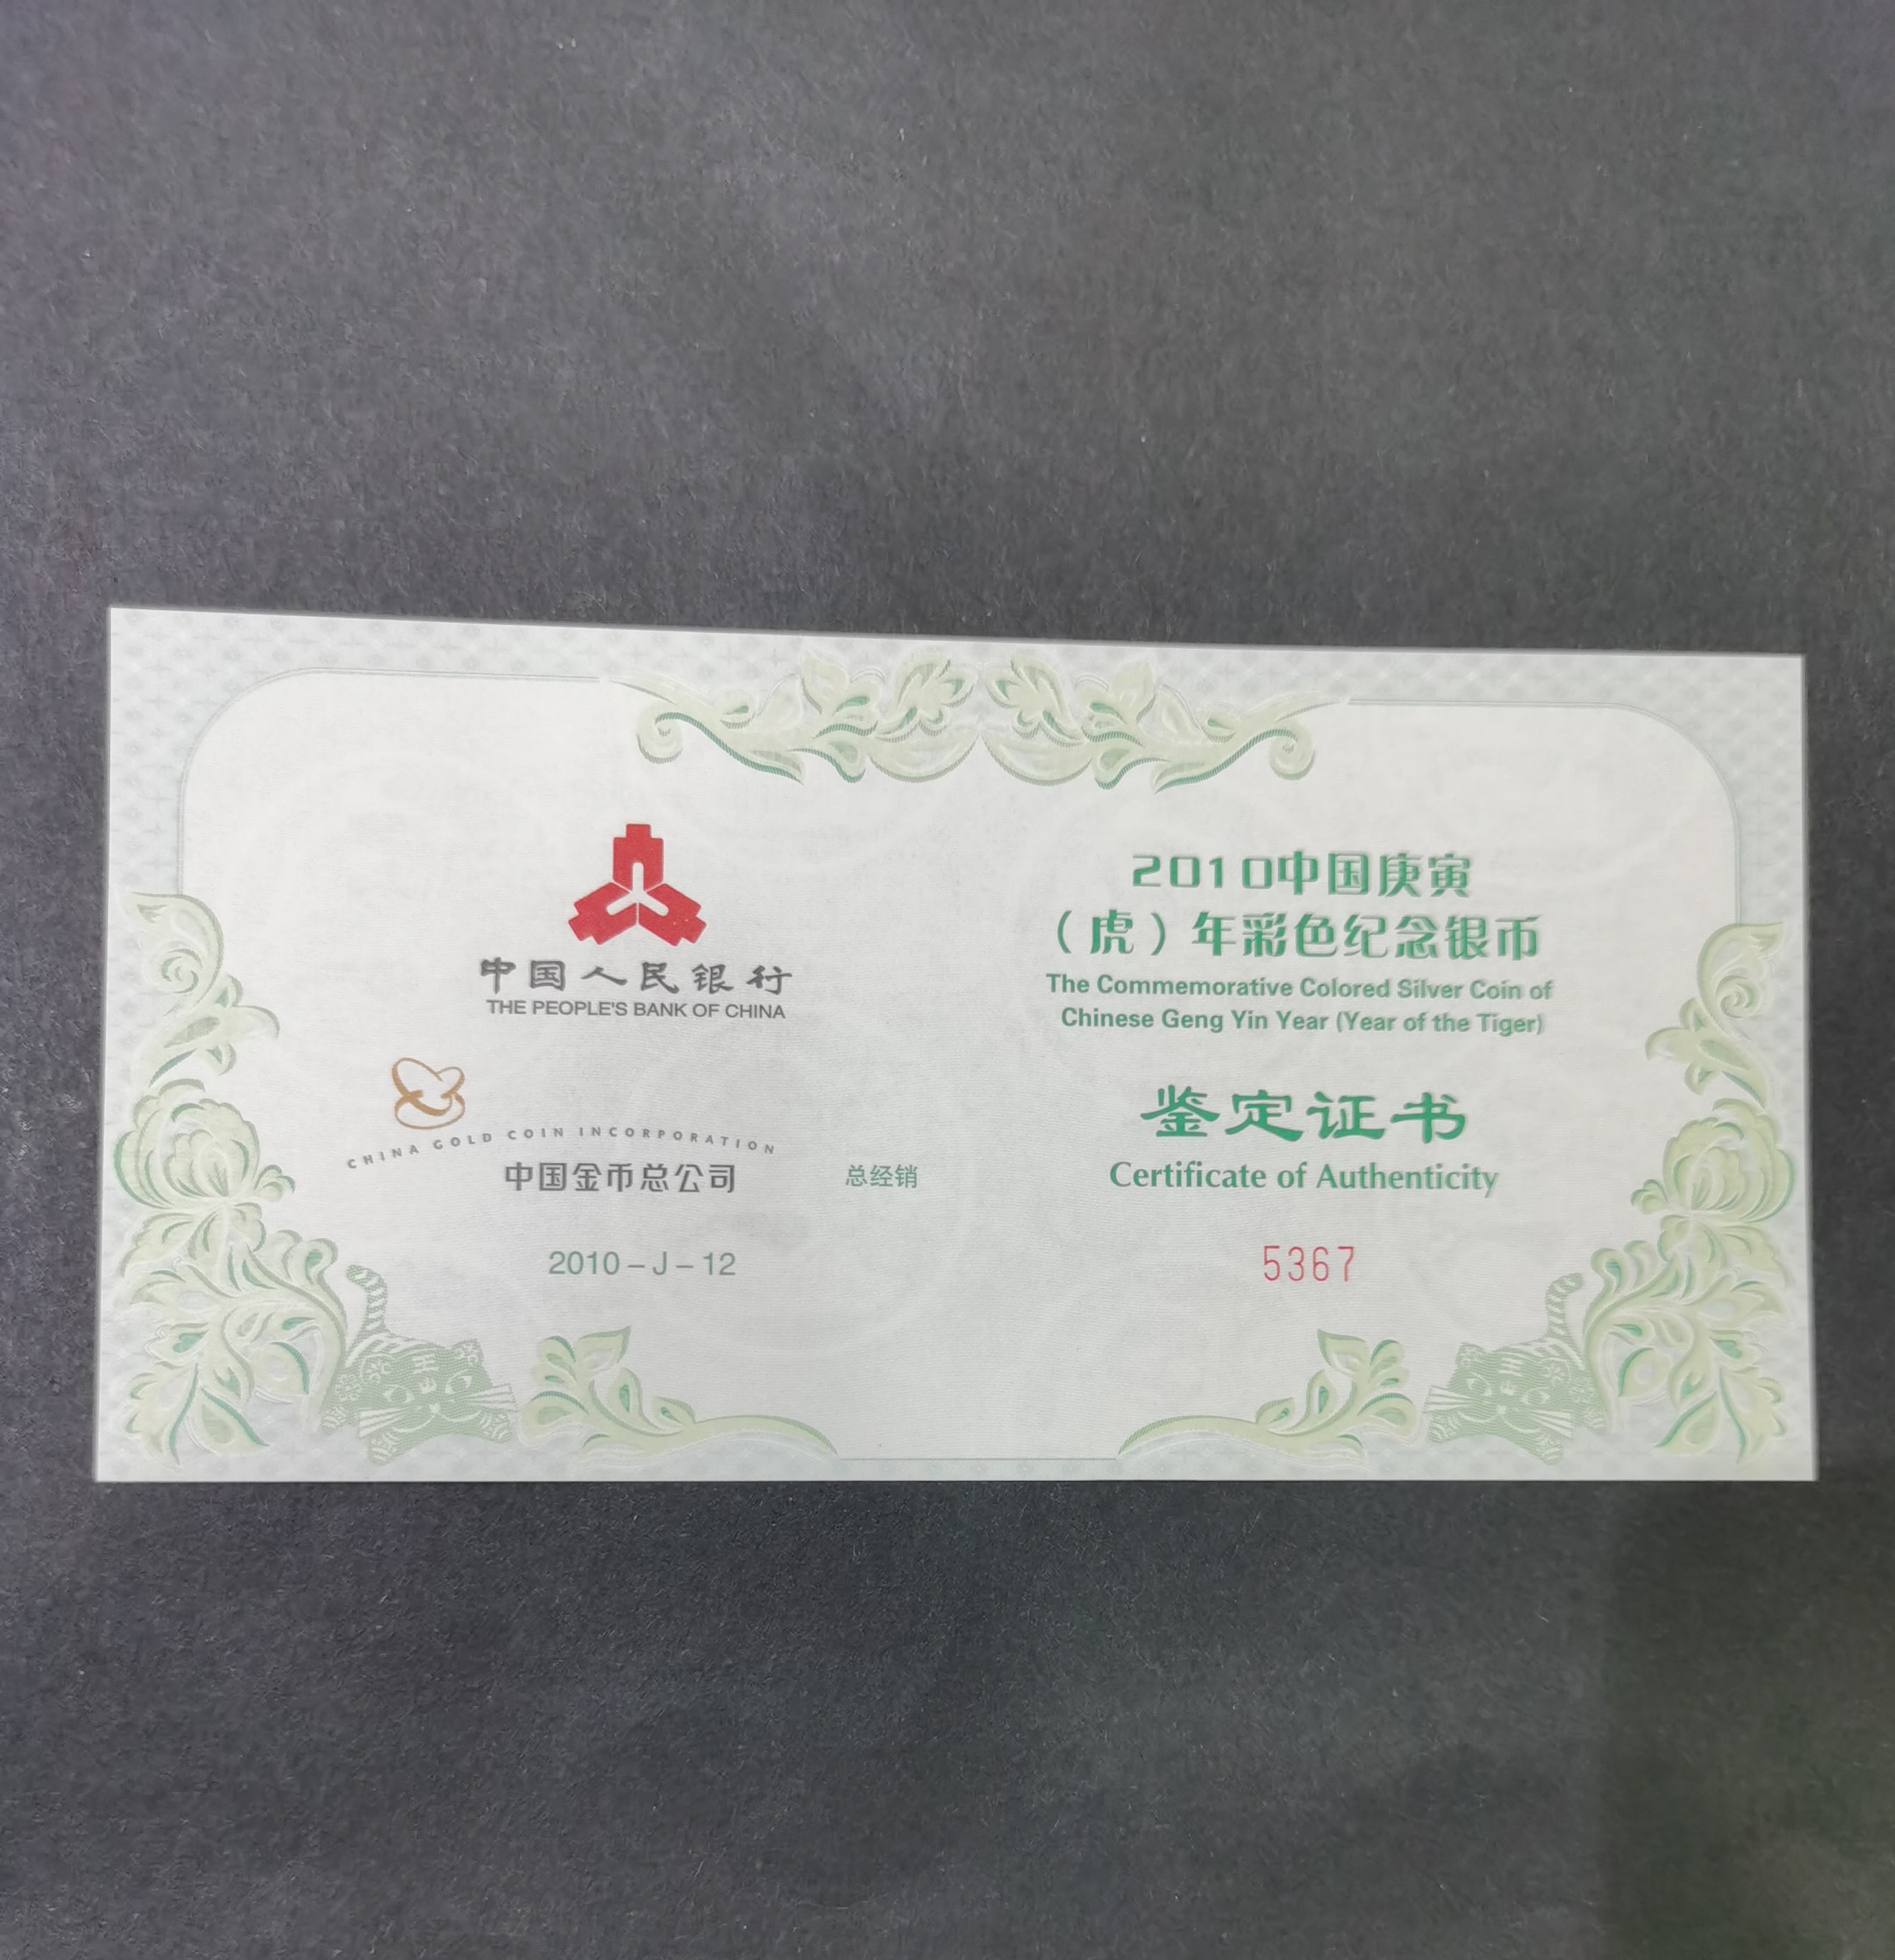 中国人民银行
THE PEOPLE'S BANK OF CHINA
CHINA GOLD COIN INCORPORATION
中国金币总公司
总经销
2010-J-12
2010中国庚寅
（虎）年彩色纪念银币
The Commemorative Colored Silver Coin of
Chinese Geng Yin Year (Year of the Tiger)
鉴定证书
Certificate of Authenticity
5367
王
王